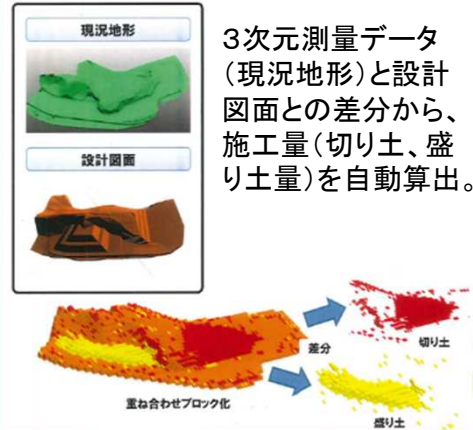 現況地形
設計図面
３次元測量データ
（現況地形）と設計
図面との差分から、
施工量（切り土、盛
り土量）を自動算出。
差分
切り土
重ね合わせブロック化
盛り土